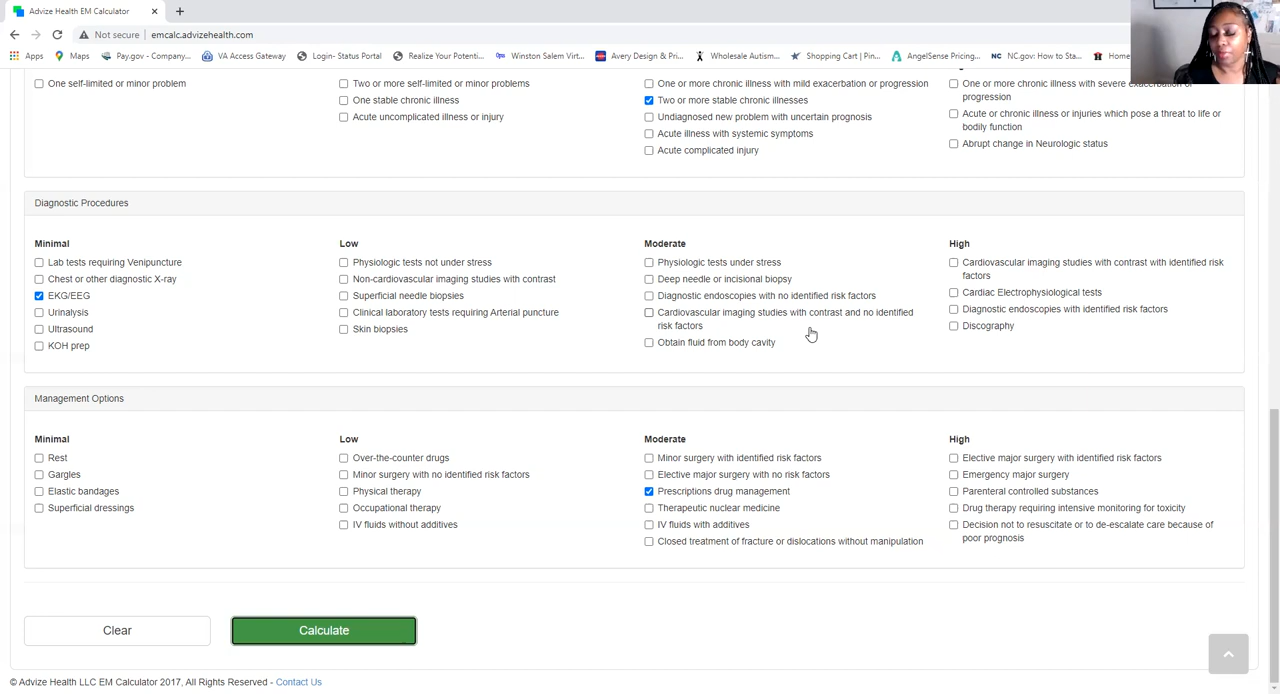 Advize Health EM Calculator
Not secure | emcalc.advizehealth.com
Apps Maps Pay.gov - Company... VA Access Gateway Login- Status Portal Realize Your Potenti... Winston Salem Virt... Avery Design & Pri... Wholesale Autism... Shopping Cart | Pin... AngelSense Pricing... NC NC.gov: How to Sta... Home
One self-limited or minor problem
Two or more self-limited or minor problems
One stable chronic illness
Acute uncomplicated illness or injury
One or more chronic illness with mild exacerbation or progression
Two or more stable chronic illnesses
Undiagnosed new problem with uncertain prognosis
Acute illness with systemic symptoms
Acute complicated injury
One or more chronic illness with severe exacerbation or
progression
Acute or chronic illness or injuries which pose a threat to life or
bodily function
Abrupt change in Neurologic status
Diagnostic Procedures
Minimal
Lab tests requiring Venipuncture
Chest or other diagnostic X-ray
EKG/EEG
Urinalysis
Ultrasound
KOH prep
Low
Physiologic tests not under stress
Non-cardiovascular imaging studies with contrast
Superficial needle biopsies
Clinical laboratory tests requiring Arterial puncture
Skin biopsies
Moderate
Physiologic tests under stress
Deep needle or incisional biopsy
Diagnostic endoscopies with no identified risk factors
Cardiovascular imaging studies with contrast and no identified
risk factors
Obtain fluid from body cavity
High
Cardiovascular imaging studies with contrast with identified risk
factors
Cardiac Electrophysiological tests
Diagnostic endoscopies with identified risk factors
Discography
Management Options
Minimal
Rest
Gargles
Elastic bandages
Superficial dressings
Low
Over-the-counter drugs
Minor surgery with no identified risk factors
Physical therapy
Occupational therapy
IV fluids without additives
Moderate
Minor surgery with identified risk factors
Elective major surgery with no risk factors
Prescriptions drug management
Therapeutic nuclear medicine
IV fluids with additives
Closed treatment of fracture or dislocations without manipulation
High
Elective major surgery with identified risk factors
Emergency major surgery
Parenteral controlled substances
Drug therapy requiring intensive monitoring for toxicity
Decision not to resuscitate or to de-escalate care because of
poor prognosis
Clear
Calculate
© Advize Health LLC EM Calculator 2017, All Rights Reserved - Contact Us